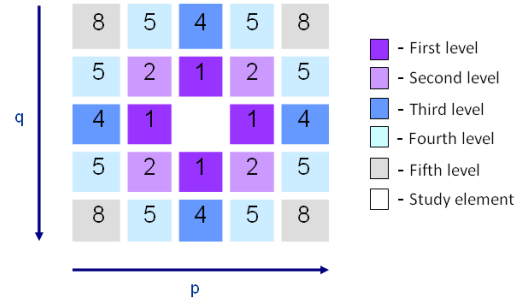 8 5 4 5 8
5 2 1 2 5
4 1 1 4
5 2 1 2 5
8 5 4 5 8
q
p
- First level
- Second level
- Third level
- Fourth level
- Fifth level
- Study element